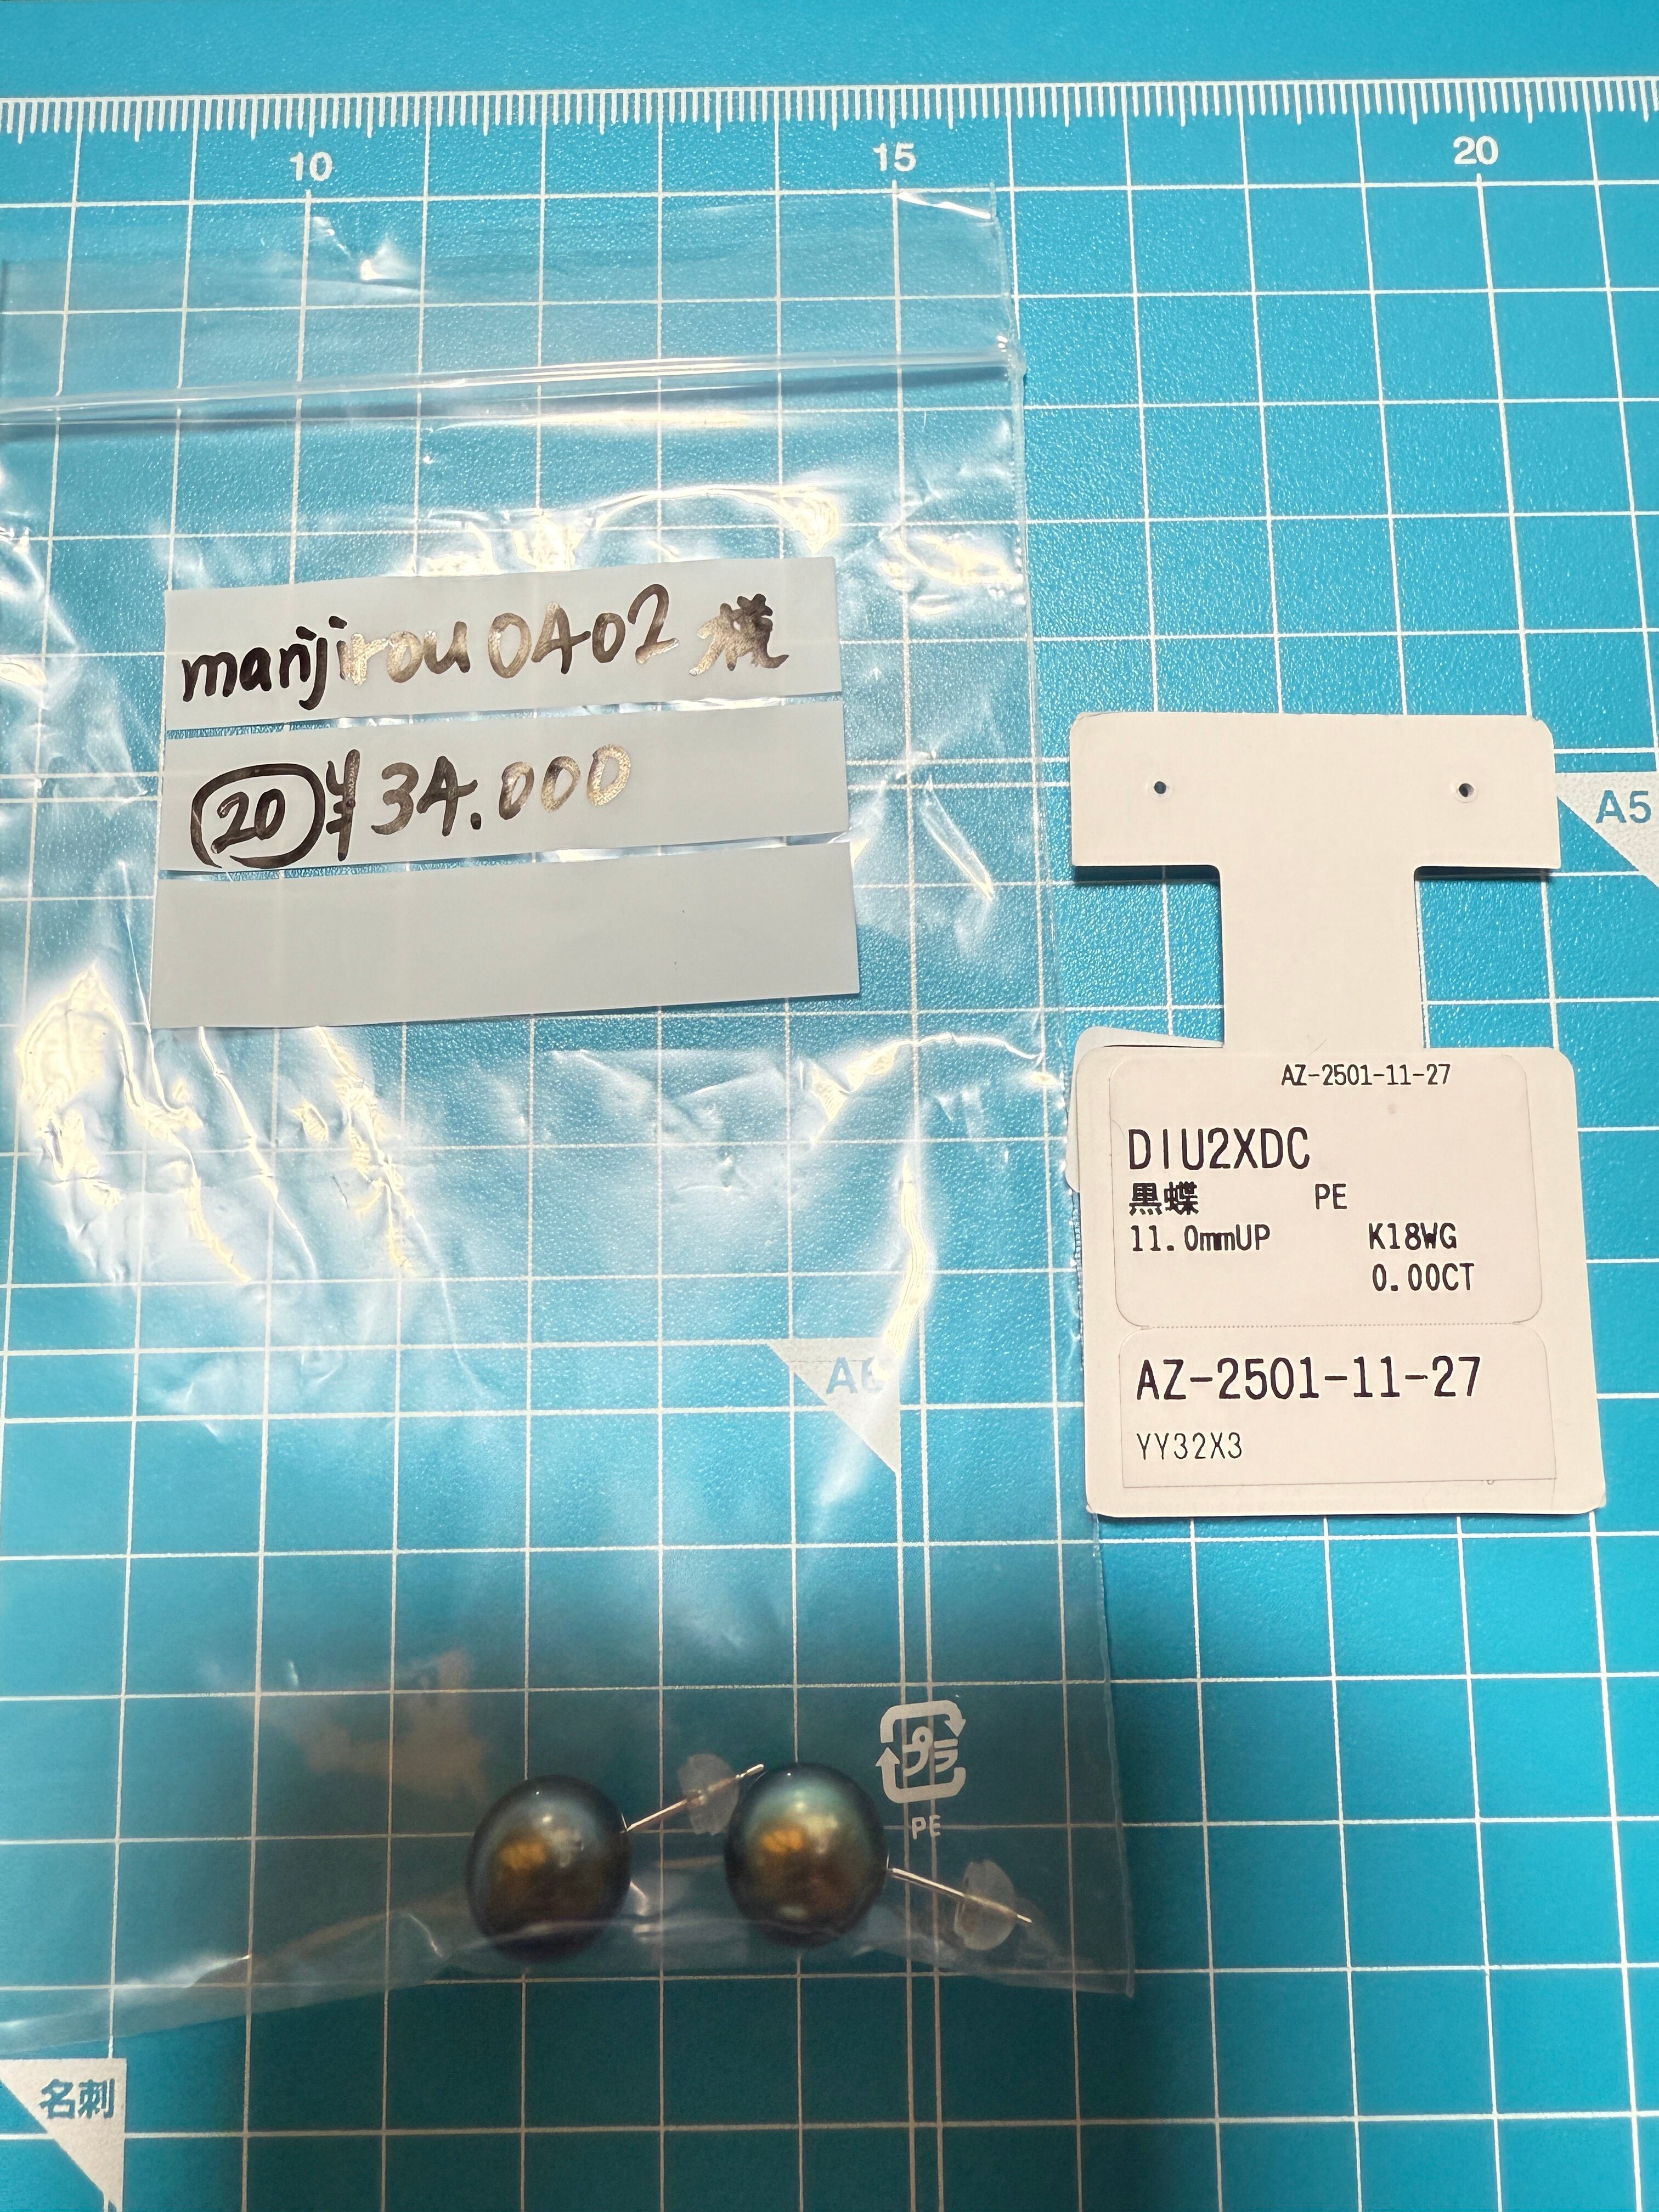 10 15 20
manjirou0402 様
⑳ ¥34.000
A5
AZ-2501-11-27
DIU2XDC
黒蝶 PE
11.0mmUP K18WG
0.00CT
A6
AZ-2501-11-27
YY32X3
プラ
PE
名刺